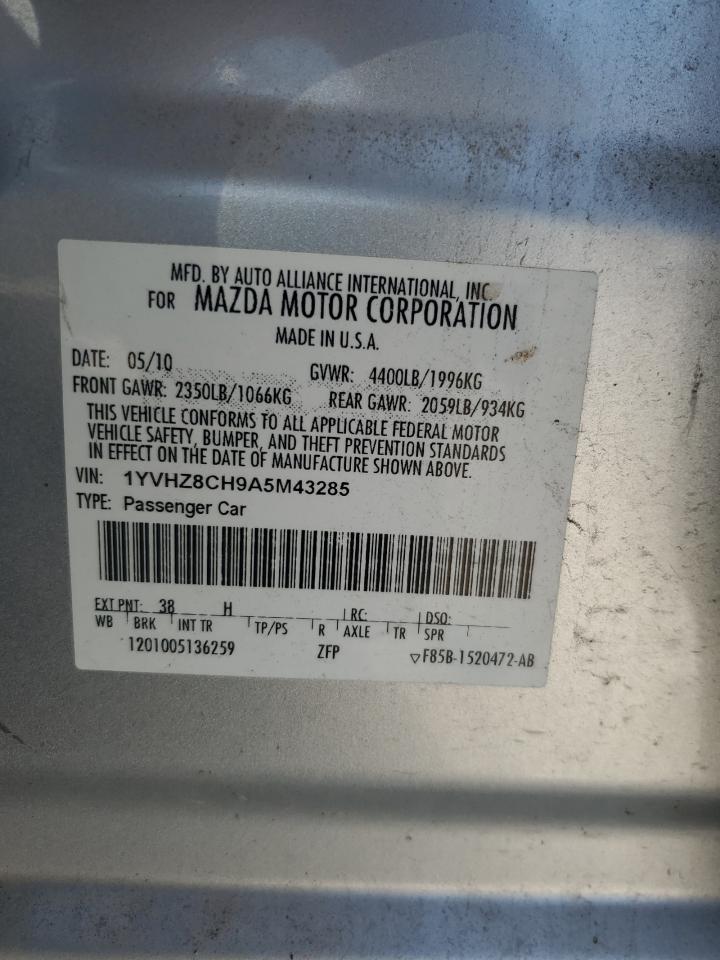 MFD. BY AUTO ALLIANCE INTERNATIONAL, INC.
FOR MAZDA MOTOR CORPORATION
MADE IN U.S.A.
DATE: 05/10 GVWR: 4400LB/1996KG
FRONT GAWR: 2350LB/1066KG REAR GAWR: 2059LB/934KG
THIS VEHICLE CONFORMS TO ALL APPLICABLE FEDERAL MOTOR
VEHICLE SAFETY, BUMPER, AND THEFT PREVENTION STANDARDS
IN EFFECT ON THE DATE OF MANUFACTURE SHOWN ABOVE.
VIN: 1YVHZ8CH9A5M43285
TYPE: Passenger Car
EXT PNT: 38 H RC: DSO:
WB BRK INT TR TP/PS R AXLE TR SPR
1201005136259 ZFP ▽F85B-1520472-AB